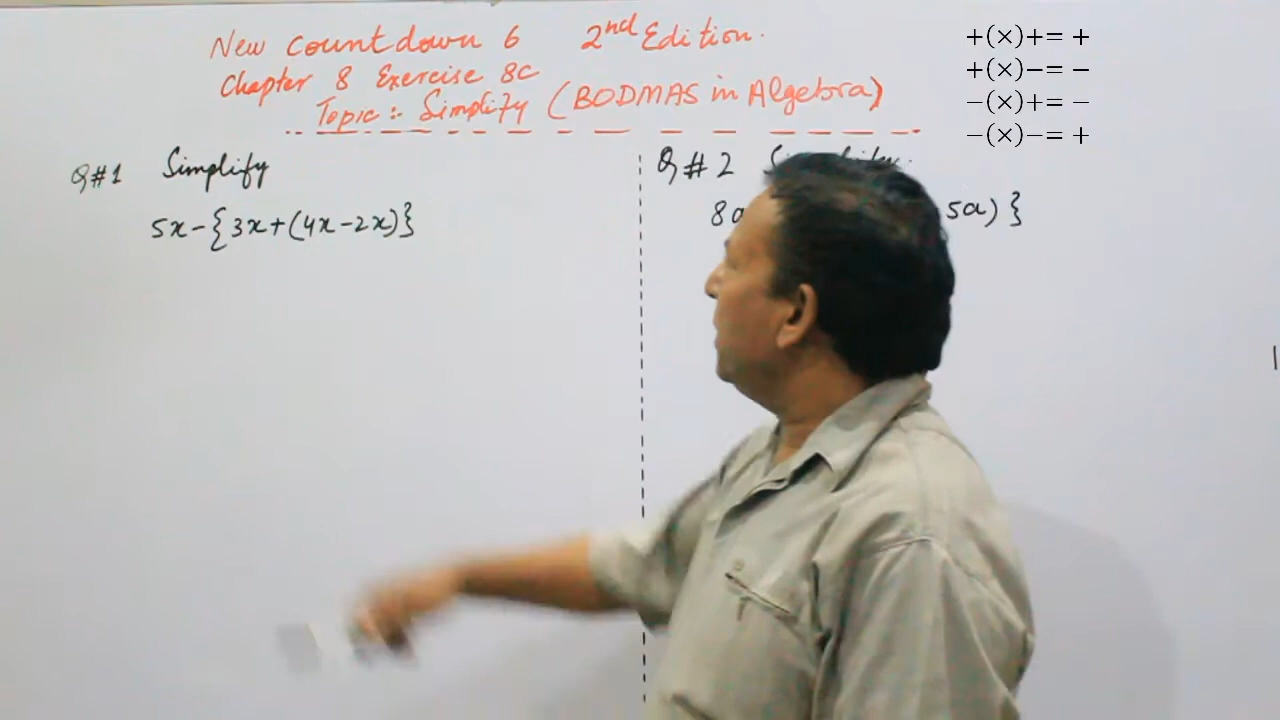 New countdown 6 2nd Edition.
Chapter 8 Exercise 8c
Topic :- Simplify (BODMAS in Algebra)
+(×)+= +
+(×)−= −
−(×)+= −
−(×)−= +
Q#1 Simplify
5x-{3x+(4x-2x)}
Q#2
8a 5a)}